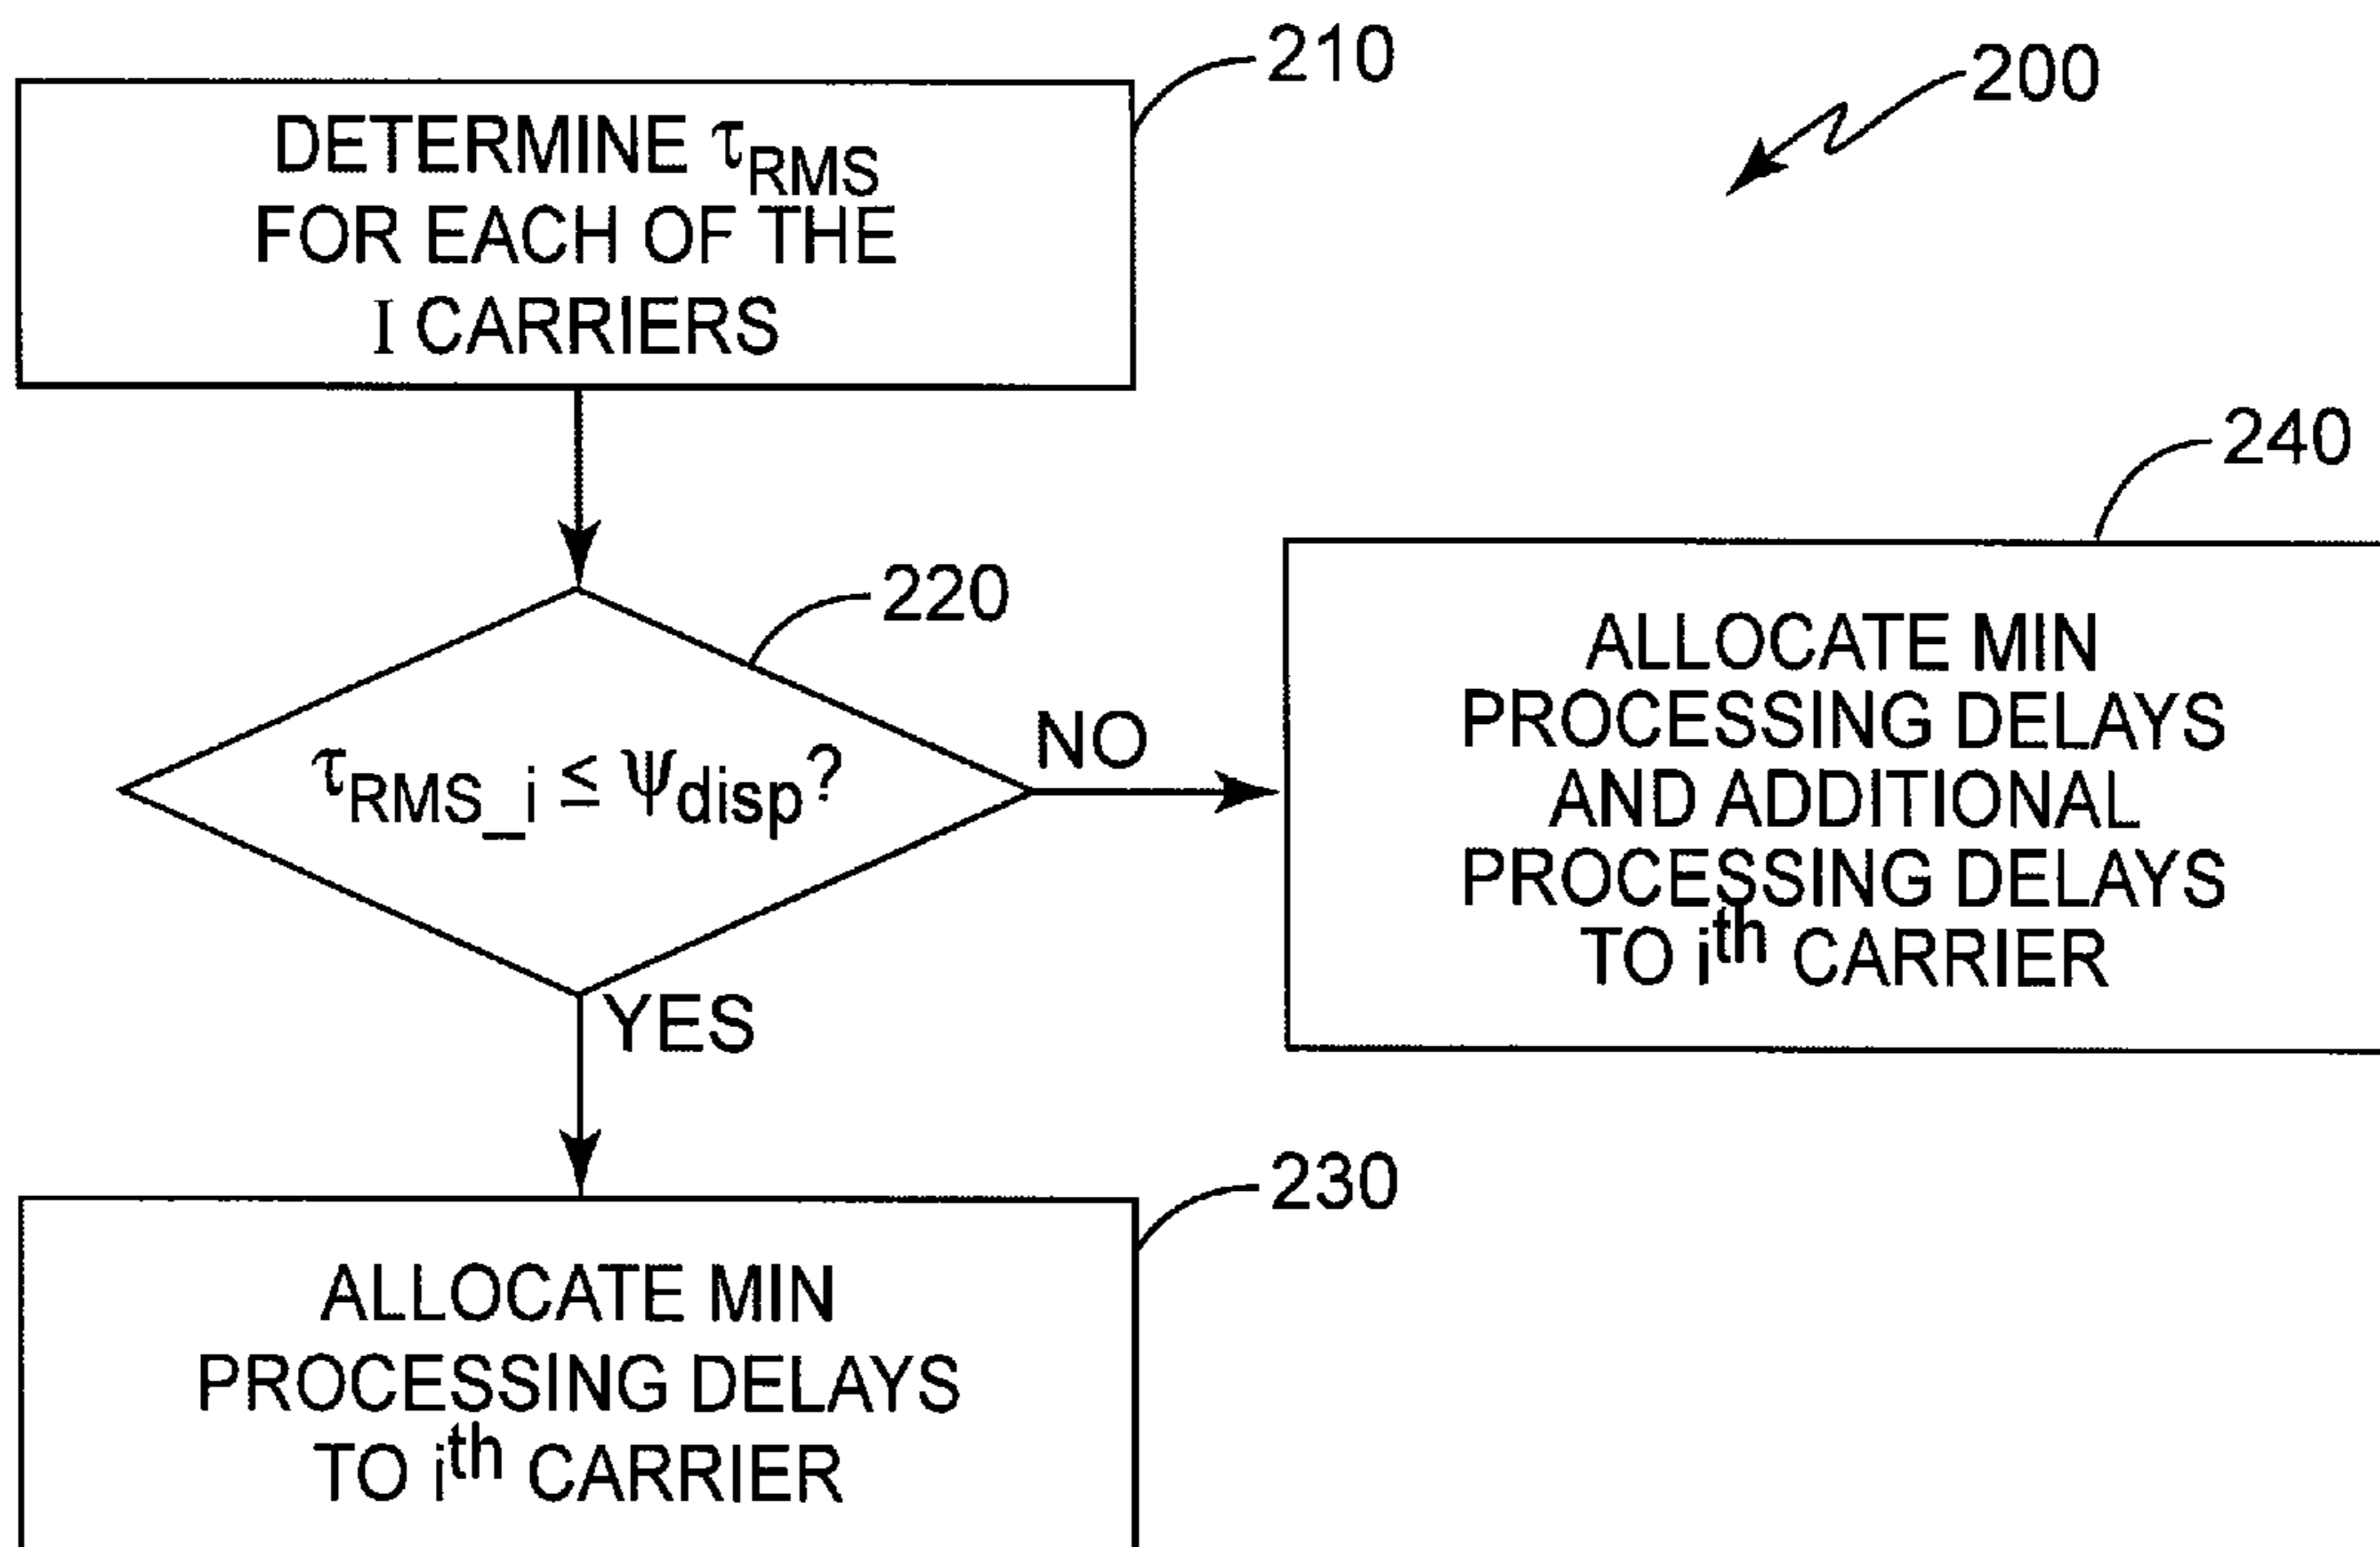 210
200
DETERMINE τRMS
FOR EACH OF THE
I CARRIERS
240
220
τRMS_i ≤ ψdisp?
NO
YES
ALLOCATE MIN
PROCESSING DELAYS
AND ADDITIONAL
PROCESSING DELAYS
TO ith CARRIER
230
ALLOCATE MIN
PROCESSING DELAYS
TO ith CARRIER